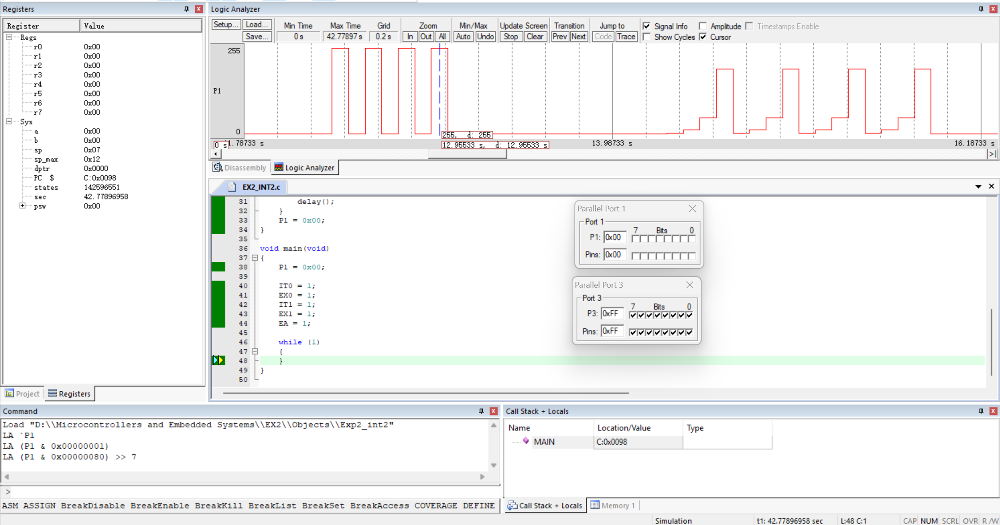 Registers
Register Value
Regs
r0 0x00
r1 0x00
r2 0x00
r3 0x00
r4 0x00
r5 0x00
r6 0x00
r7 0x00
Sys
a 0x00
b 0x00
sp 0x07
sp_max 0x12
dptr 0x0000
PC $ C:0x0098
states 142596551
sec 42.77896958
psw 0x00
Project Registers
Logic Analyzer
Setup... Load... Min Time Max Time Grid Zoom Min/Max Update Screen Transition Jump to Signal Info Amplitude Timestamps Enable
Save... 0 s 42.77897 s 0.2 s In Out All Auto Undo Stop Clear Prev Next Code Trace Show Cycles Cursor
255
P1
0
255, d: 255
0 s 1.78733 s 12.95533 s, d: 12.95533 s 13.98733 s 16.18733 s
Disassembly Logic Analyzer
EX2_INT2.c
31 delay();
32 }
33 P1 = 0x00;
34 }
35
36 void main(void)
37 {
38 P1 = 0x00;
39
40 IT0 = 1;
41 EX0 = 1;
42 IT1 = 1;
43 EX1 = 1;
44 EA = 1;
45
46 while (1)
47 {
48 }
49 }
50
Parallel Port 1
Port 1
7 Bits 0
P1: 0x00
Pins: 0x00
Parallel Port 3
Port 3
7 Bits 0
P3: 0xFF
Pins: 0xFF
Command
Load "D:\\Microcontrollers and Embedded Systems\\EX2\\Objects\\Exp2_int2"
LA `P1
LA (P1 & 0x00000001)
LA (P1 & 0x00000080) >> 7
>
ASM ASSIGN BreakDisable BreakEnable BreakKill BreakList BreakSet BreakAccess COVERAGE DEFINE
Call Stack + Locals
Name Location/Value Type
MAIN C:0x0098
Call Stack + Locals Memory 1
Simulation t1: 42.77896958 sec L:48 C:1 CAP NUM SCRL OVR R/W